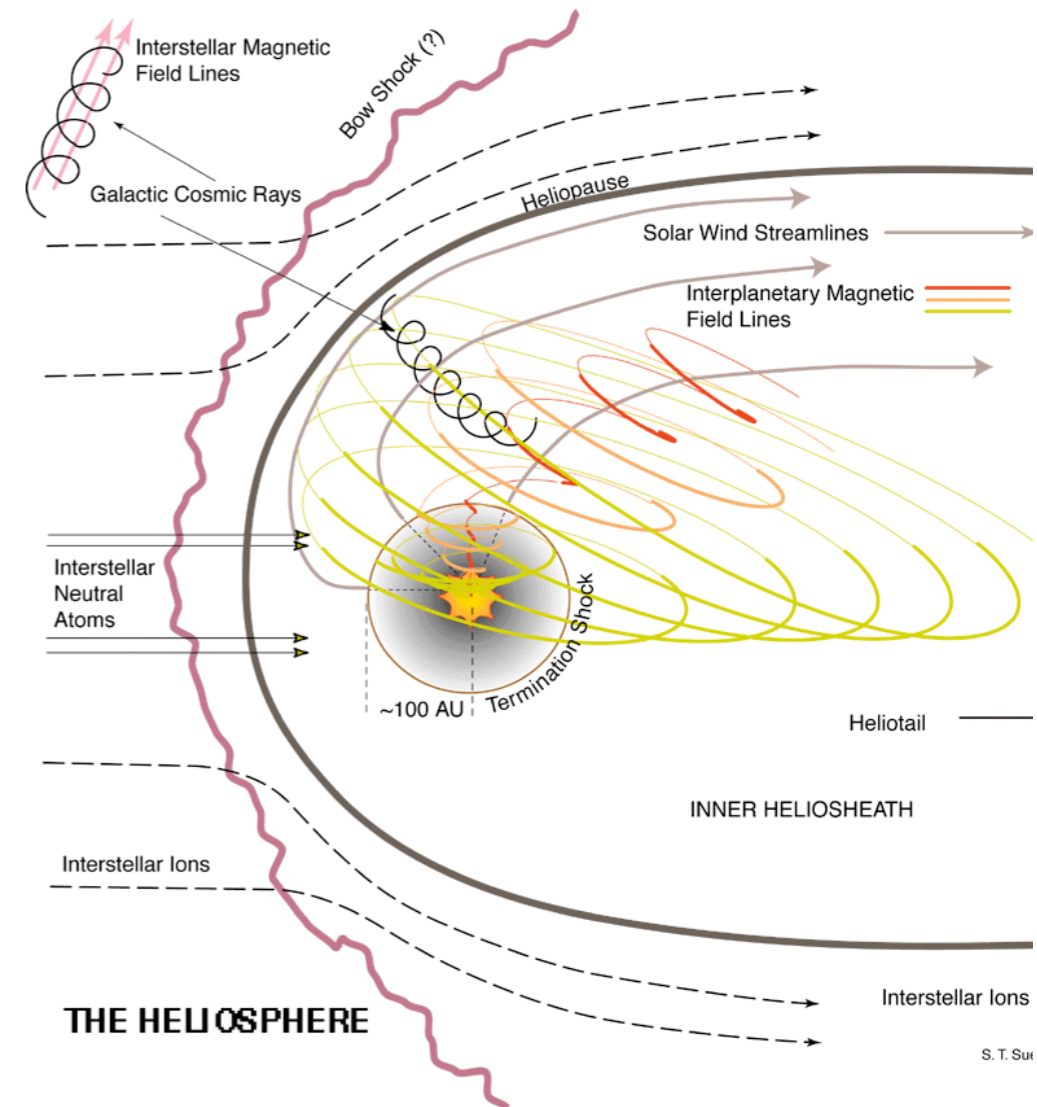 Interstellar Magnetic
Field Lines
Bow Shock (?)
Galactic Cosmic Rays
Heliopause
Solar Wind Streamlines
Interplanetary Magnetic
Field Lines
Interstellar
Neutral
Atoms
Termination Shock
~100 AU
Heliotail
INNER HELIOSHEATH
Interstellar Ions
Interstellar Ions
THE HELIOSPHERE
S. T. Sue